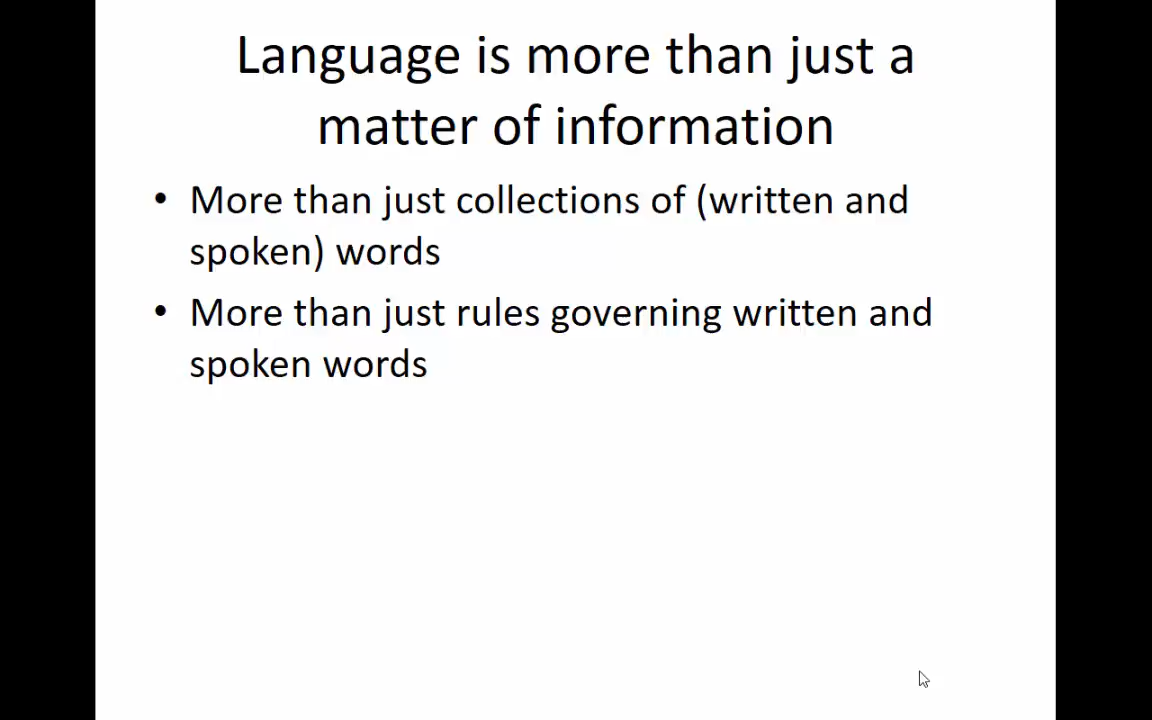 Language is more than just a
matter of information
• More than just collections of (written and
spoken) words
• More than just rules governing written and
spoken words